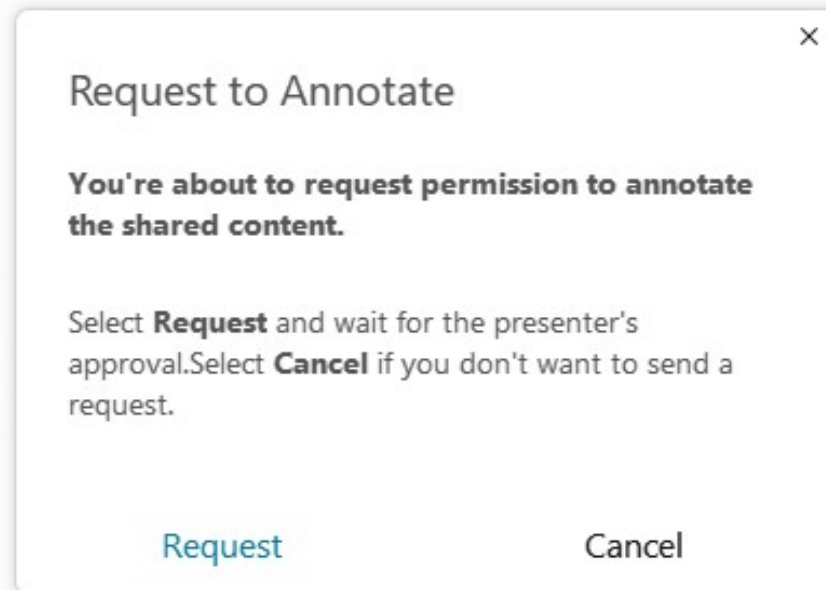 Request to Annotate
You're about to request permission to annotate
the shared content.
Select Request and wait for the presenter's
approval.Select Cancel if you don't want to send a
request.
Request
Cancel